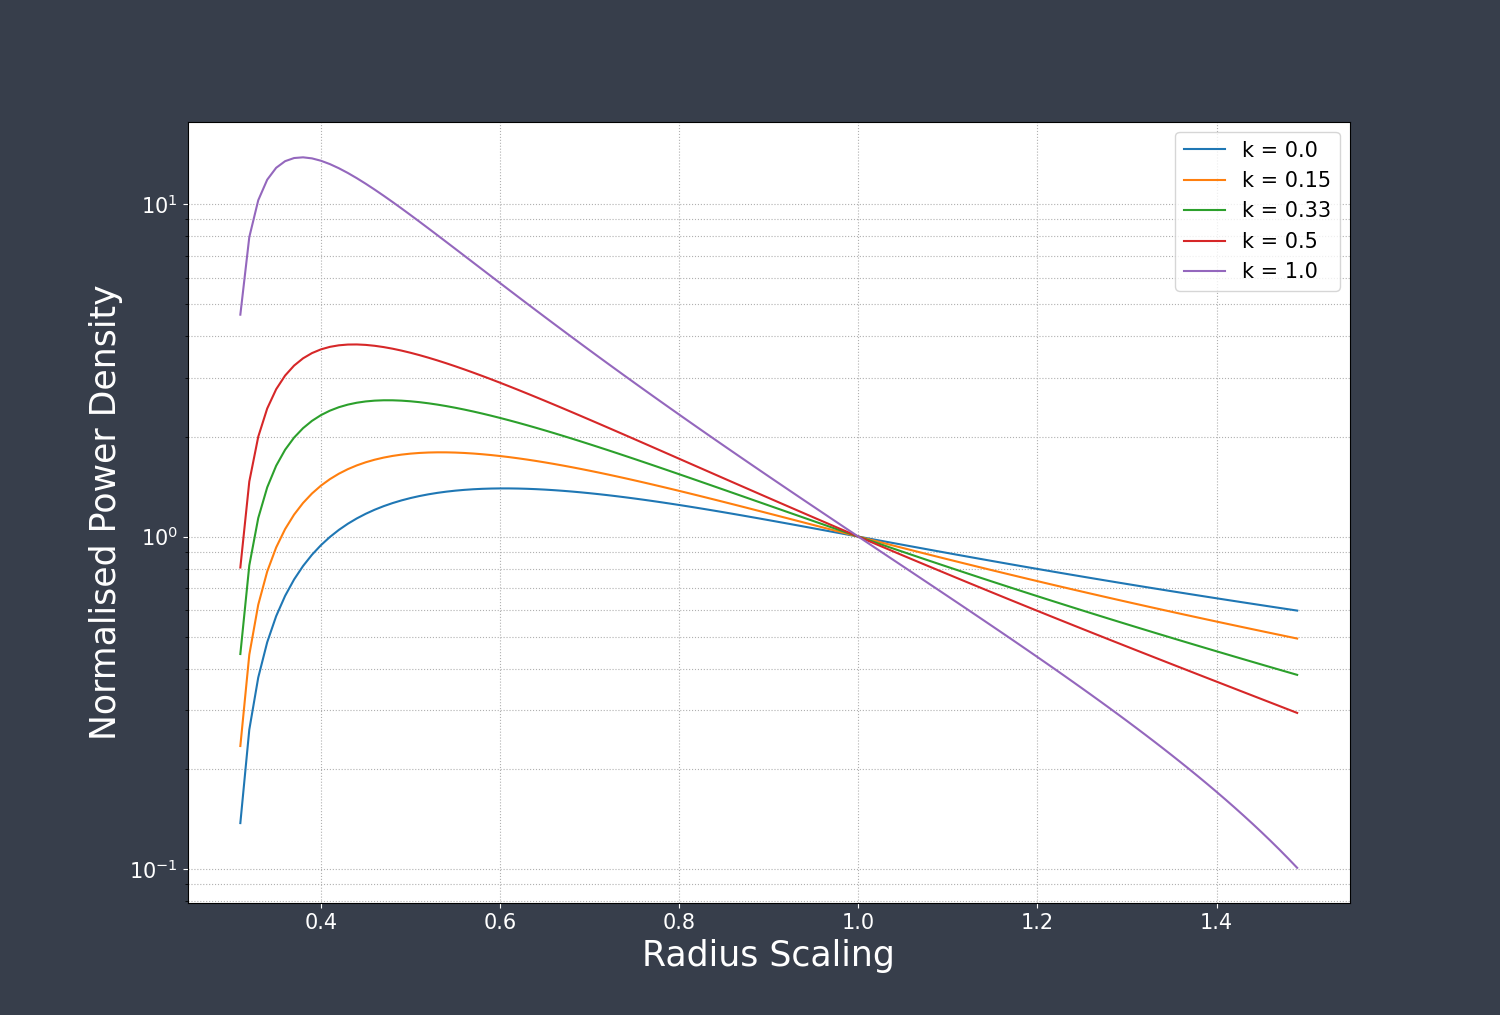 k = 0.0
k = 0.15
k = 0.33
k = 0.5
k = 1.0
10¹
10⁰
10⁻¹
Normalised Power Density
0.4 0.6 0.8 1.0 1.2 1.4
Radius Scaling